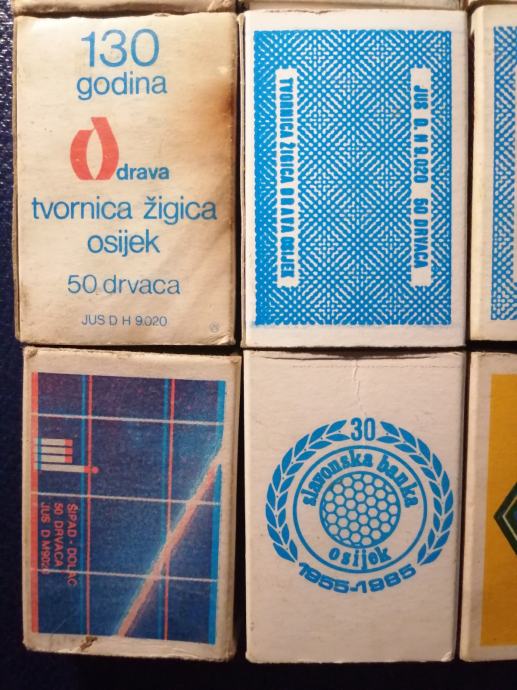 130
godina
drava
tvornica žigica
osijek
50 drvaca
JUS D H 9.020
TVORNICA ŽIGICA DRAVA OSIJEK
JUS D. H 9.020 50 DRVACA
ŠIPAD - DOLAC
50 DRVACA
30
slavonska banka
osijek
1955-1985